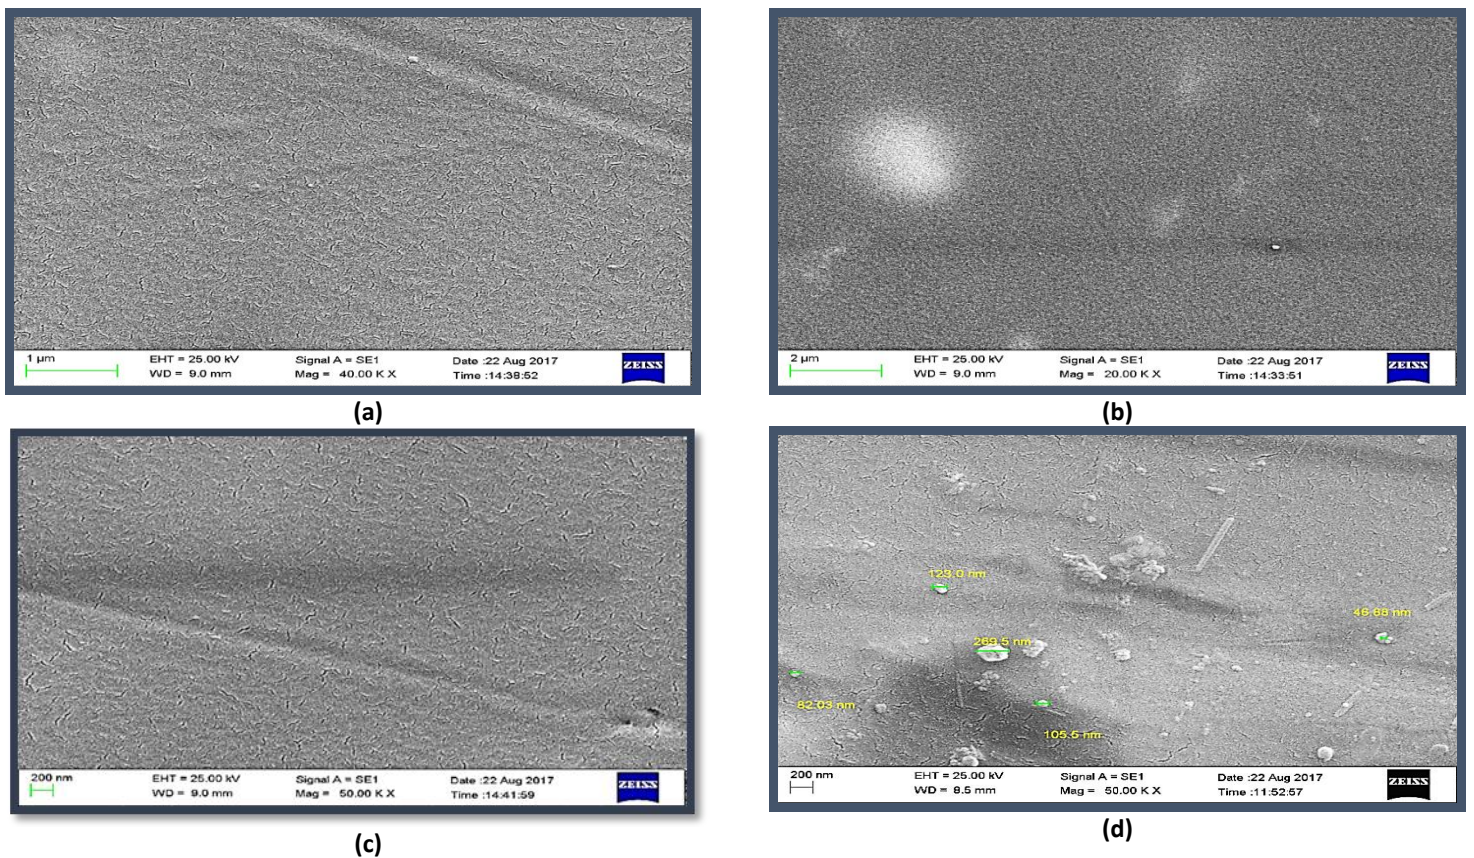 1 µm
EHT = 25.00 kV
Signal A = SE1
Date :22 Aug 2017
WD = 9.0 mm
Mag = 40.00 K X
Time :14:38:52
ZEISS
(a)
2 µm
EHT = 25.00 kV
Signal A = SE1
Date :22 Aug 2017
WD = 9.0 mm
Mag = 20.00 K X
Time :14:33:51
ZEISS
(b)
200 nm
EHT = 25.00 kV
Signal A = SE1
Date :22 Aug 2017
WD = 9.0 mm
Mag = 50.00 K X
Time :14:41:59
ZEISS
(c)
123.0 nm
46.68 nm
269.5 nm
82.03 nm
105.5 nm
200 nm
EHT = 25.00 kV
Signal A = SE1
Date :22 Aug 2017
WD = 8.5 mm
Mag = 50.00 K X
Time :11:52:57
ZEISS
(d)